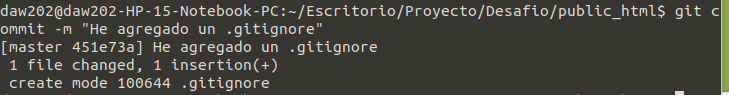 daw202@daw202-HP-15-Notebook-PC:~/Escritorio/Proyecto/Desafio/public_html$ git c
ommit -m "He agregado un .gitignore"
[master 451e73a] He agregado un .gitignore
 1 file changed, 1 insertion(+)
 create mode 100644 .gitignore